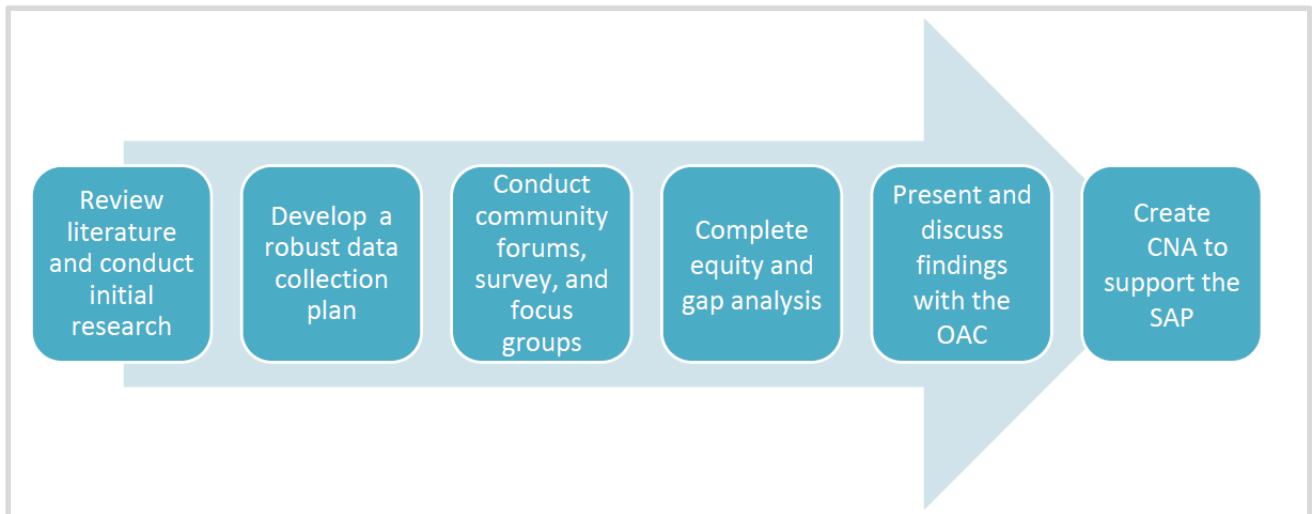 Review
literature
and conduct
initial
research
Develop a
robust data
collection
plan
Conduct
community
forums,
survey, and
focus
groups
Complete
equity and
gap analysis
Present and
discuss
findings
with the
OAC
Create
CNA to
support the
SAP